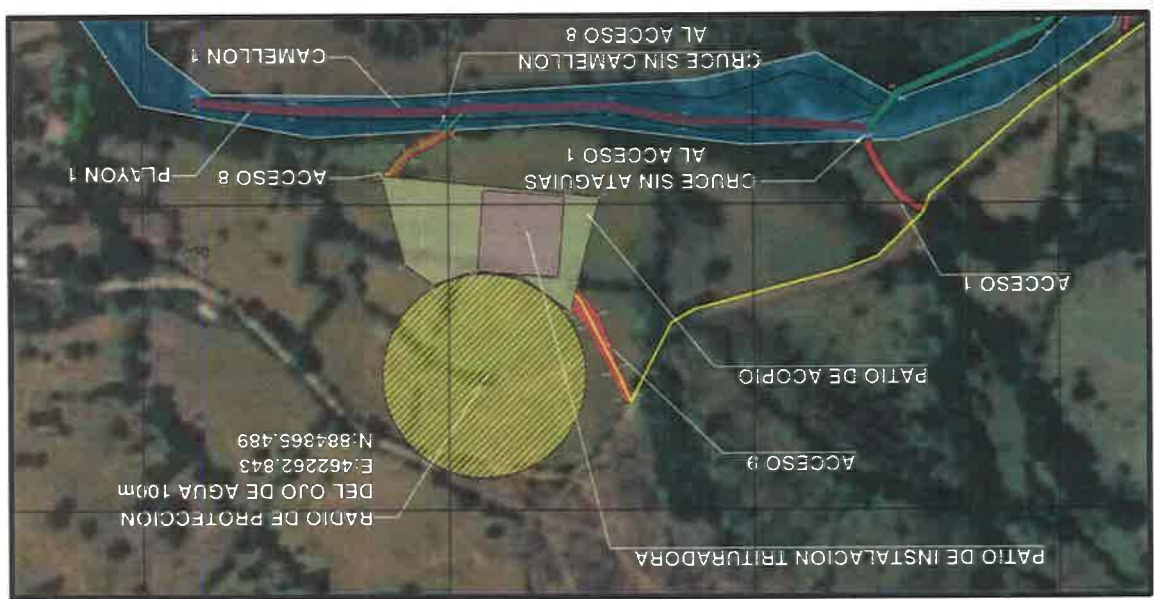 PATIO DE INSTALACION TRITURADORA
RADIO DE PROTECCION
DEL OJO DE AGUA 100m
E:462262.843
N:884365.489
ACCESO 9
PATIO DE ACOPIO
ACCESO 1
CRUCE SIN ATAGUIAS
AL ACCESO 1
ACCESO 8
PLAYON 1
CRUCE SIN CAMELLON
AL ACCESO 8
CAMELLON 1